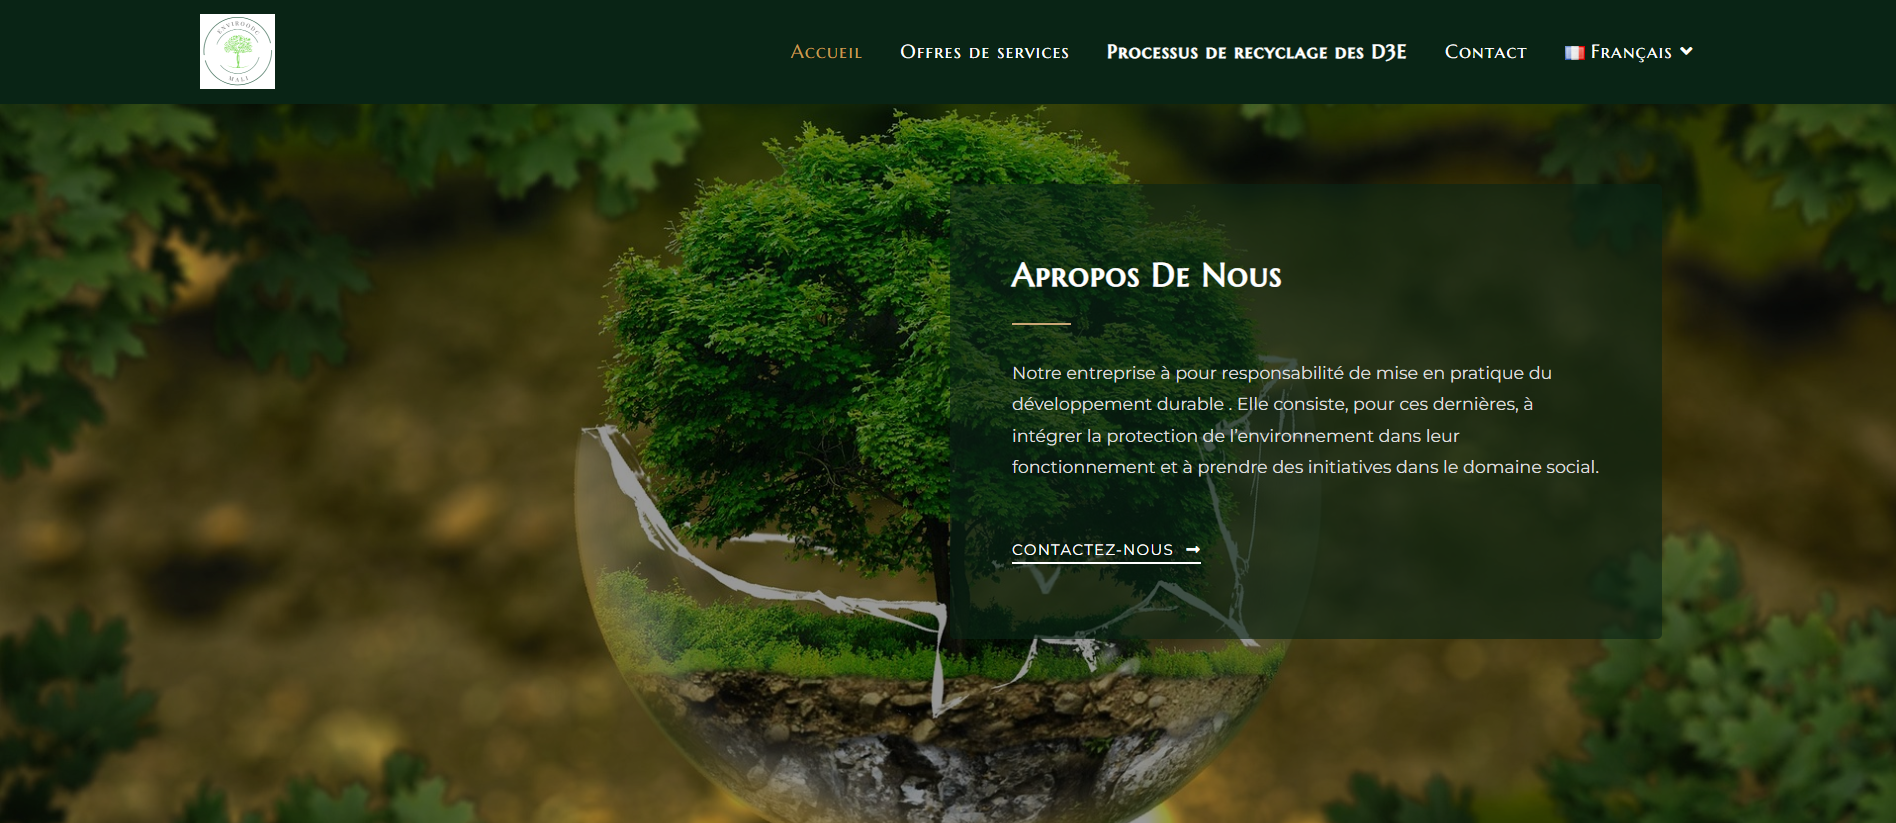 ENVIROODC
MALI
Accueil
Offres de services
Processus de recyclage des D3E
Contact
Français
Apropos De Nous
Notre entreprise à pour responsabilité de mise en pratique du
développement durable . Elle consiste, pour ces dernières, à
intégrer la protection de l’environnement dans leur
fonctionnement et à prendre des initiatives dans le domaine social.
CONTACTEZ-NOUS